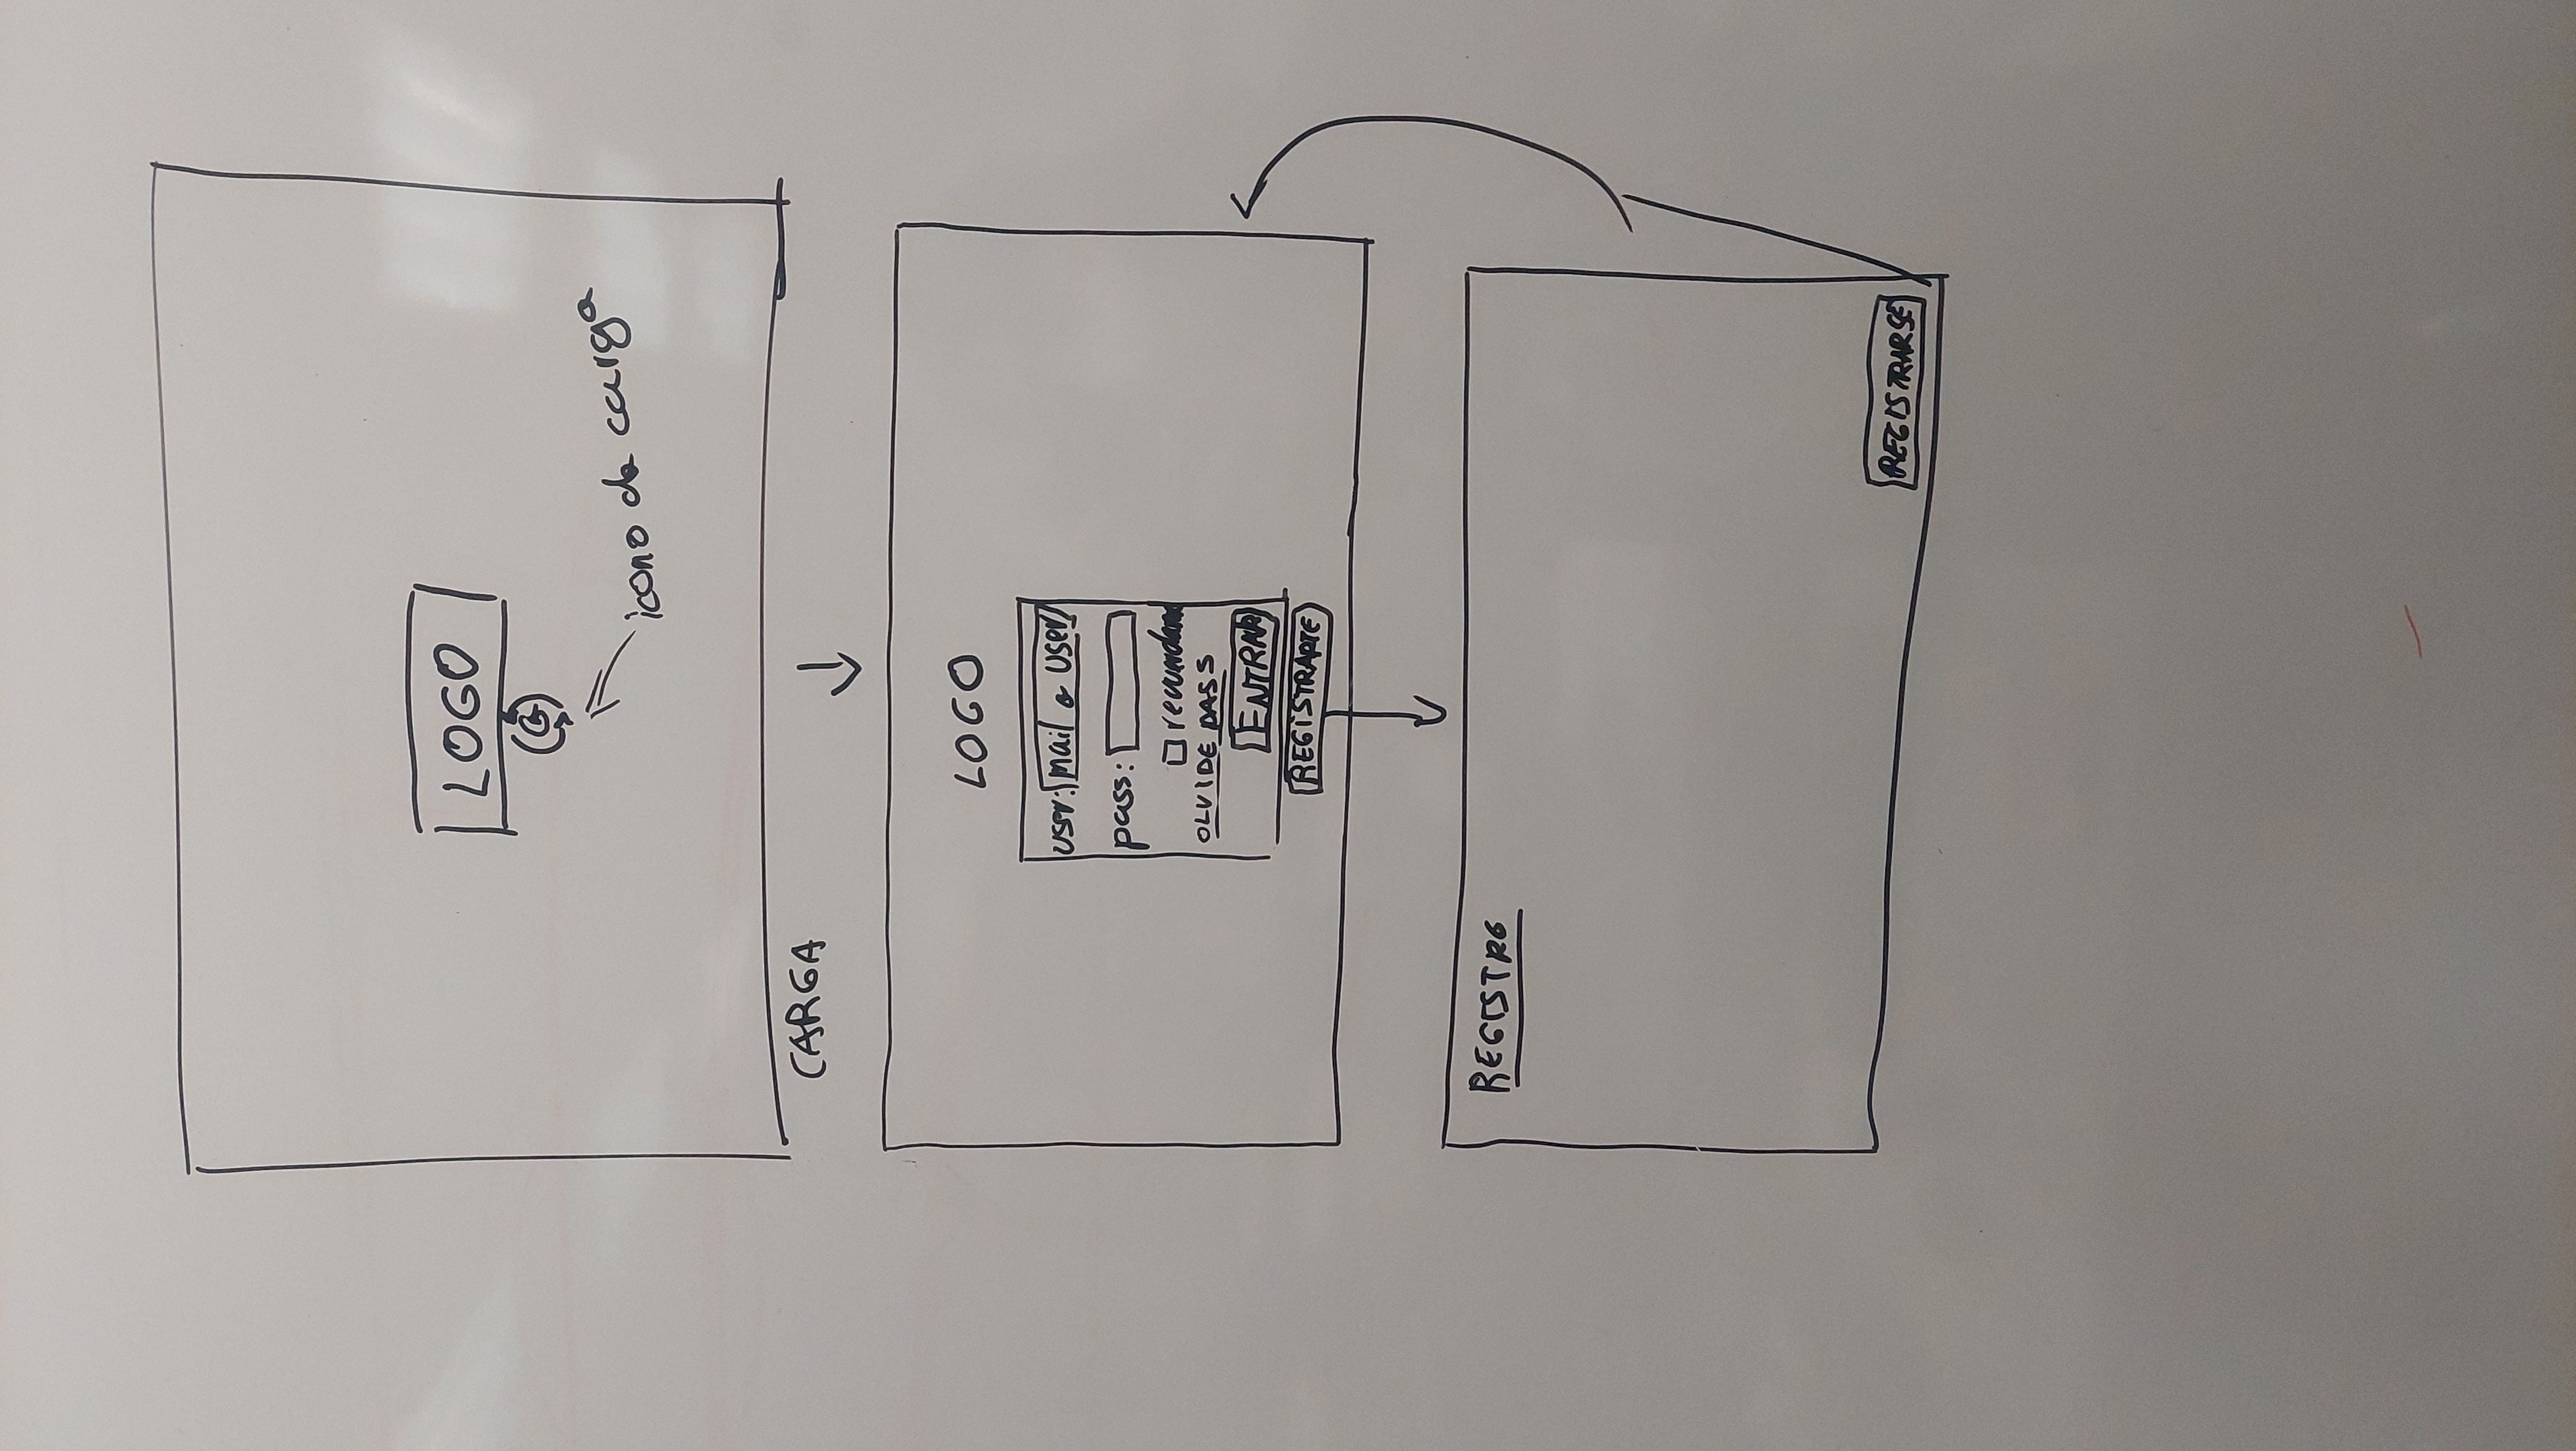 LOGO
icono de carga
CARGA
LOGO
user: mail o user
pass:
recuerdame
OLVIDE PASS
ENTRAR
REGISTRARTE
REGISTRO
REGISTRARSE